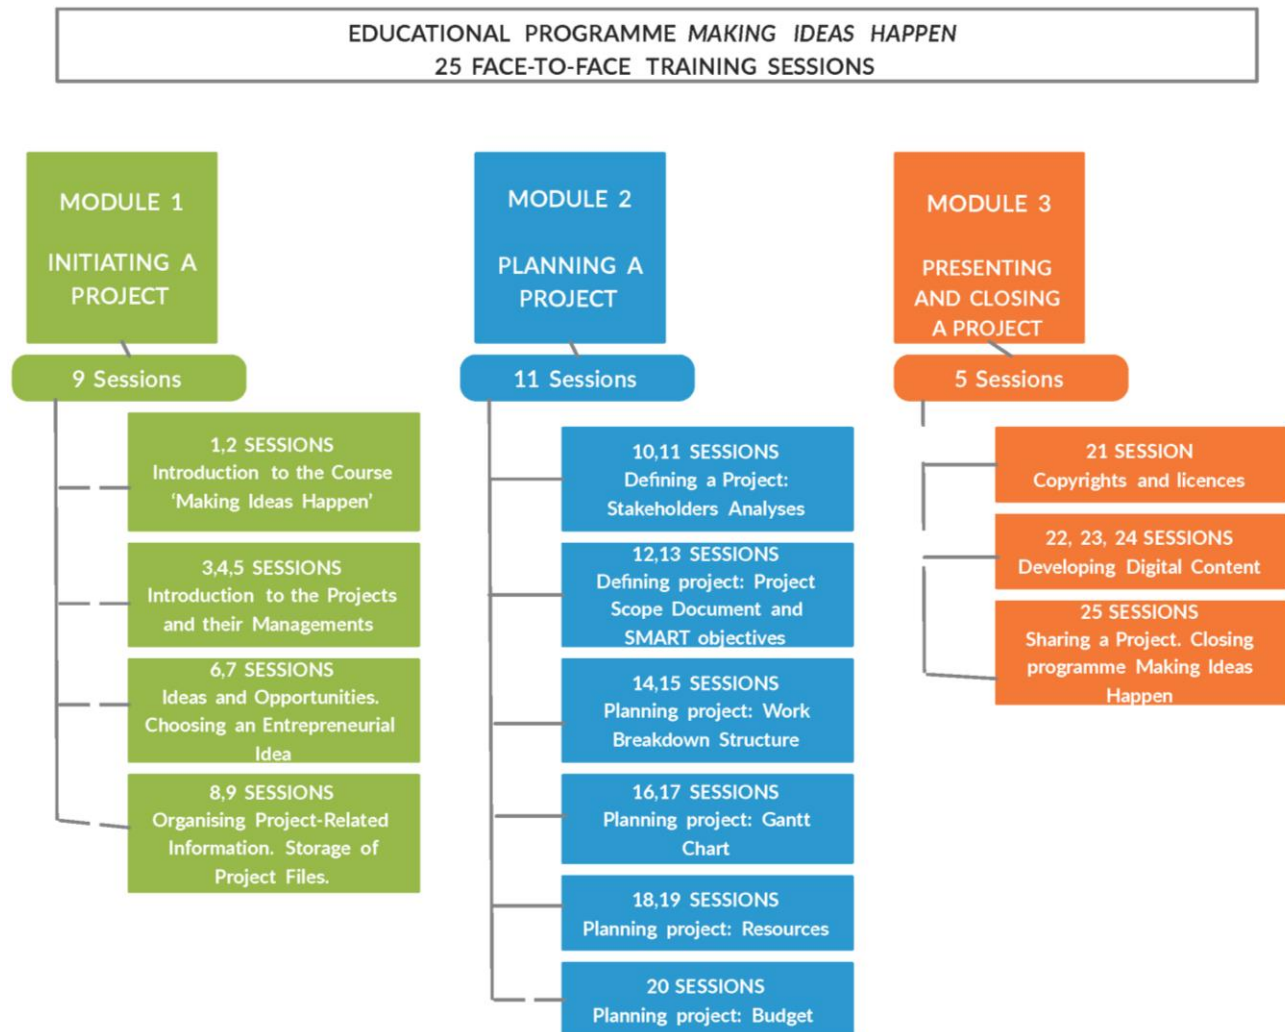 EDUCATIONAL PROGRAMME MAKING IDEAS HAPPEN
25 FACE-TO-FACE TRAINING SESSIONS
MODULE 1
INITIATING A
PROJECT
9 Sessions
1,2 SESSIONS
Introduction to the Course
‘Making Ideas Happen’
3,4,5 SESSIONS
Introduction to the Projects
and their Managements
6,7 SESSIONS
Ideas and Opportunities.
Choosing an Entrepreneurial
Idea
8,9 SESSIONS
Organising Project-Related
Information. Storage of
Project Files.
MODULE 2
PLANNING A
PROJECT
11 Sessions
10,11 SESSIONS
Defining a Project:
Stakeholders Analyses
12,13 SESSIONS
Defining project: Project
Scope Document and
SMART objectives
14,15 SESSIONS
Planning project: Work
Breakdown Structure
16,17 SESSIONS
Planning project: Gantt
Chart
18,19 SESSIONS
Planning project: Resources
20 SESSIONS
Planning project: Budget
MODULE 3
PRESENTING
AND CLOSING
A PROJECT
5 Sessions
21 SESSION
Copyrights and licences
22, 23, 24 SESSIONS
Developing Digital Content
25 SESSIONS
Sharing a Project. Closing
programme Making Ideas
Happen